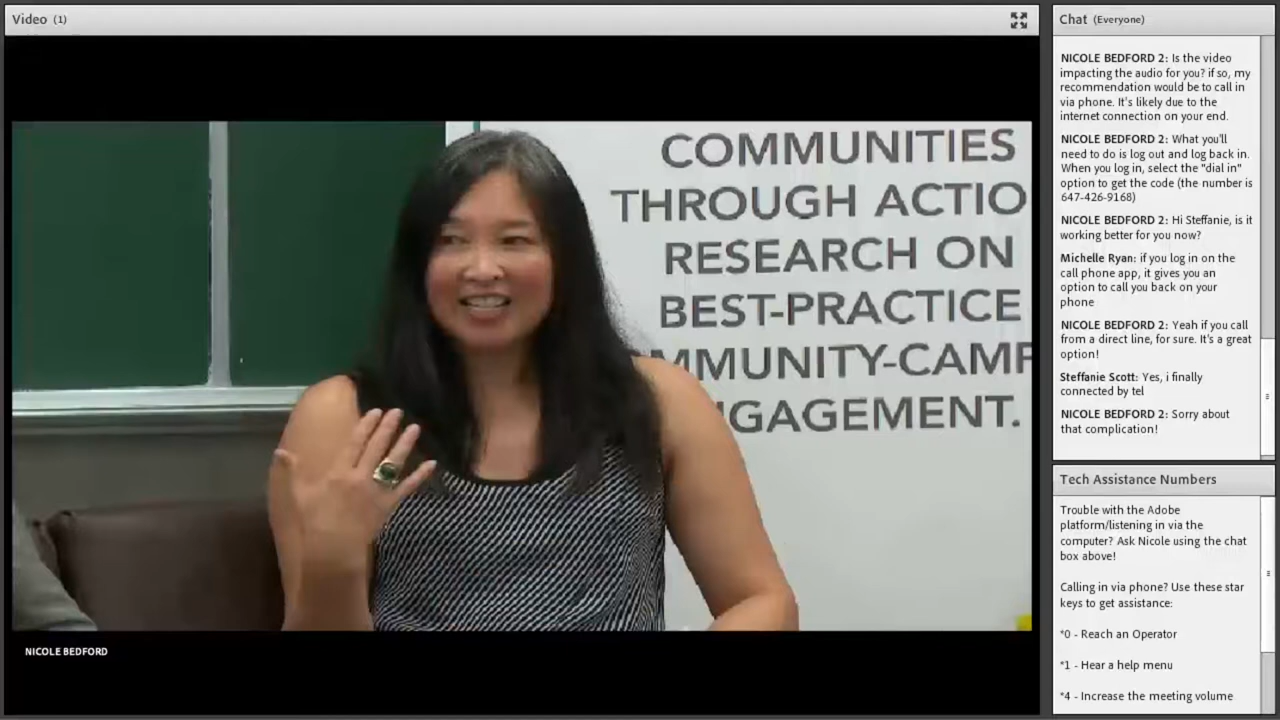 Video (1)
COMMUNITIES
THROUGH ACTIO
RESEARCH ON
BEST-PRACTICE
MMUNITY-CAMP
GAGEMENT.
NICOLE BEDFORD
Chat (Everyone)
NICOLE BEDFORD 2: Is the video
impacting the audio for you? if so, my
recommendation would be to call in
via phone. It's likely due to the
internet connection on your end.
NICOLE BEDFORD 2: What you'll
need to do is log out and log back in.
When you log in, select the "dial in"
option to get the code (the number is
647-426-9168)
NICOLE BEDFORD 2: Hi Steffanie, is it
working better for you now?
Michelle Ryan: if you log in on the
call phone app, it gives you an
option to call you back on your
phone
NICOLE BEDFORD 2: Yeah if you call
from a direct line, for sure. It's a great
option!
Steffanie Scott: Yes, i finally
connected by tel
NICOLE BEDFORD 2: Sorry about
that complication!
Tech Assistance Numbers
Trouble with the Adobe
platform/listening in via the
computer? Ask Nicole using the chat
box above!
Calling in via phone? Use these star
keys to get assistance:
*0 - Reach an Operator
*1 - Hear a help menu
*4 - Increase the meeting volume